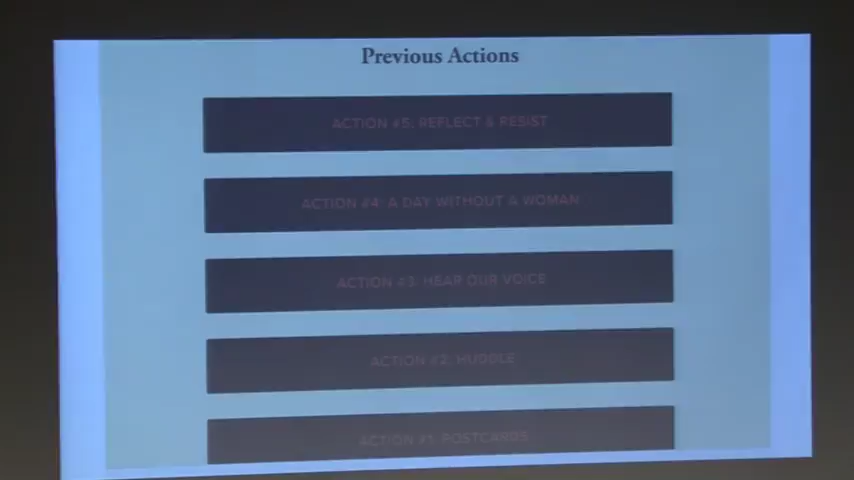 Previous Actions
ACTION #5: REFLECT & RESIST
ACTION #4: A DAY WITHOUT A WOMAN
ACTION #3: HEAR OUR VOICE
ACTION #2: HUDDLE
ACTION #1: POSTCARDS